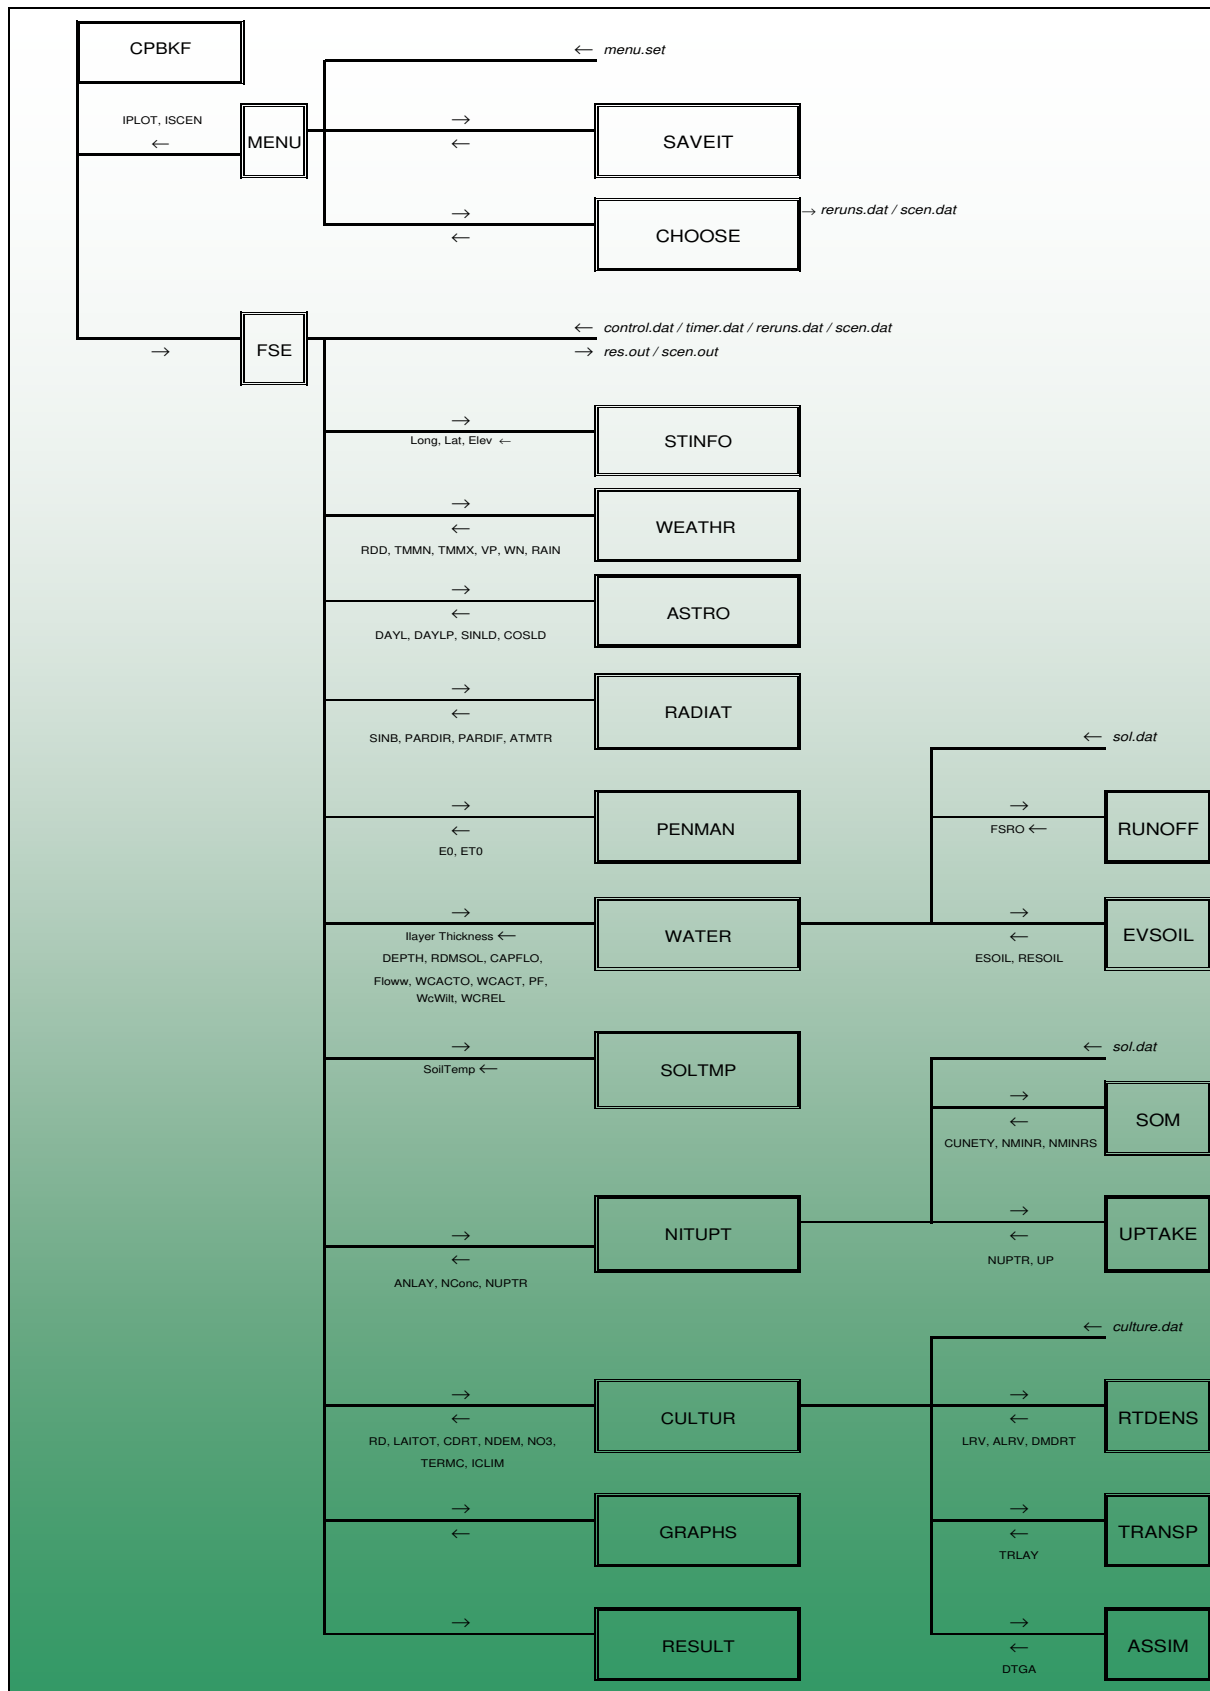 CPBKF
← menu.set
IPLOT, ISCEN
←
MENU
→
←
SAVEIT
→
←
CHOOSE
→ reruns.dat / scen.dat
→
FSE
← control.dat / timer.dat / reruns.dat / scen.dat
→ res.out / scen.out
→
Long, Lat, Elev ←
STINFO
→
←
RDD, TMMN, TMMX, VP, WN, RAIN
WEATHR
→
←
DAYL, DAYLP, SINLD, COSLD
ASTRO
→
←
SINB, PARDIR, PARDIF, ATMTR
RADIAT
← sol.dat
→
←
E0, ET0
PENMAN
→
FSRO ←
RUNOFF
→
Ilayer Thickness ←
DEPTH, RDMSOL, CAPFLO,
Floww, WCACTO, WCACT, PF,
WcWilt, WCREL
WATER
→
←
ESOIL, RESOIL
EVSOIL
→
SoilTemp ←
SOLTMP
← sol.dat
→
←
CUNETY, NMINR, NMINRS
SOM
→
←
ANLAY, NConc, NUPTR
NITUPT
→
←
NUPTR, UP
UPTAKE
← culture.dat
→
←
RD, LAITOT, CDRT, NDEM, NO3,
TERMC, ICLIM
CULTUR
→
←
LRV, ALRV, DMDRT
RTDENS
→
←
GRAPHS
→
←
TRLAY
TRANSP
→
RESULT
→
←
DTGA
ASSIM